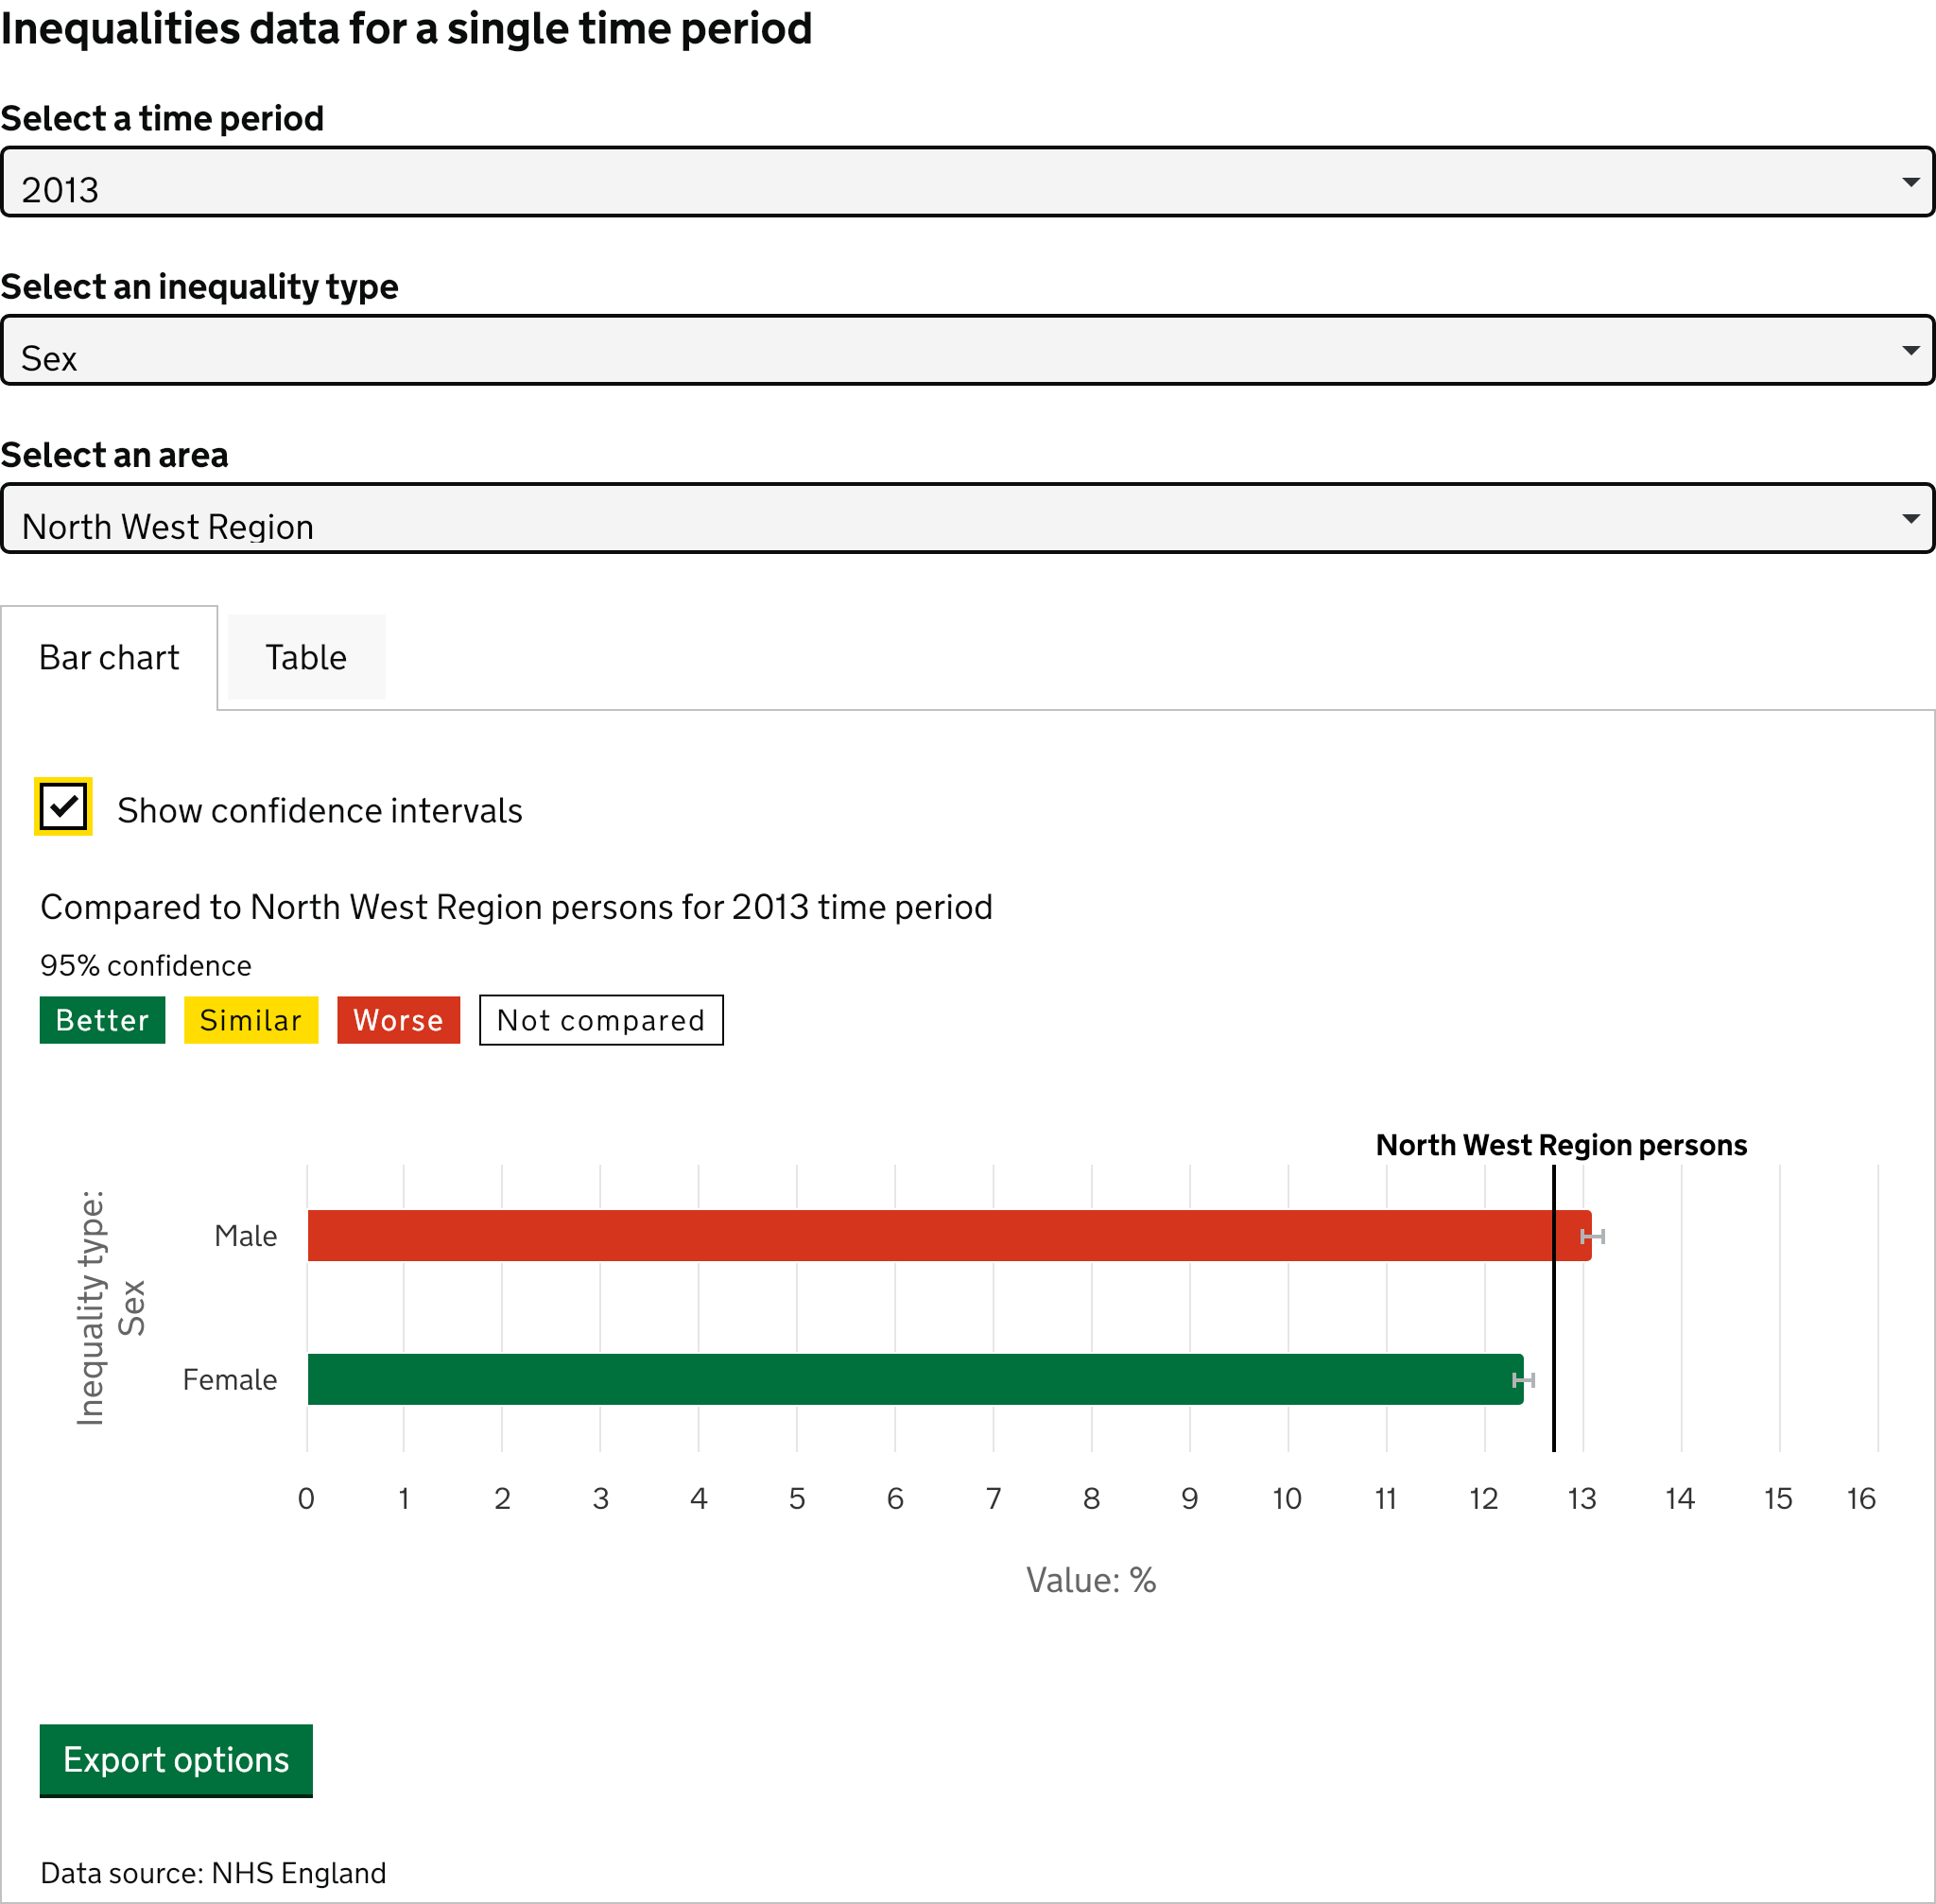 Inequalities data for a single time period
Select a time period
2013
Select an inequality type
Sex
Select an area
North West Region
Bar chart
Table
Show confidence intervals
Compared to North West Region persons for 2013 time period
95% confidence
Better
Similar
Worse
Not compared
North West Region persons
Inequality type:
Sex
Male
Female
0 1 2 3 4 5 6 7 8 9 10 11 12 13 14 15 16
Value: %
Export options
Data source: NHS England